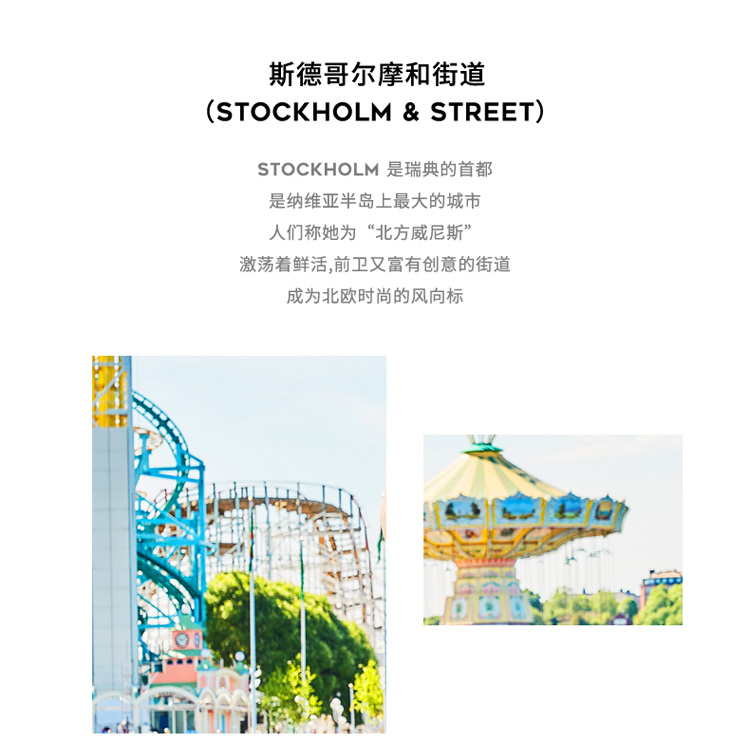 斯德哥尔摩和街道
（STOCKHOLM & STREET）
STOCKHOLM 是瑞典的首都
是纳维亚半岛上最大的城市
人们称她为“北方威尼斯”
激荡着鲜活,前卫又富有创意的街道
成为北欧时尚的风向标